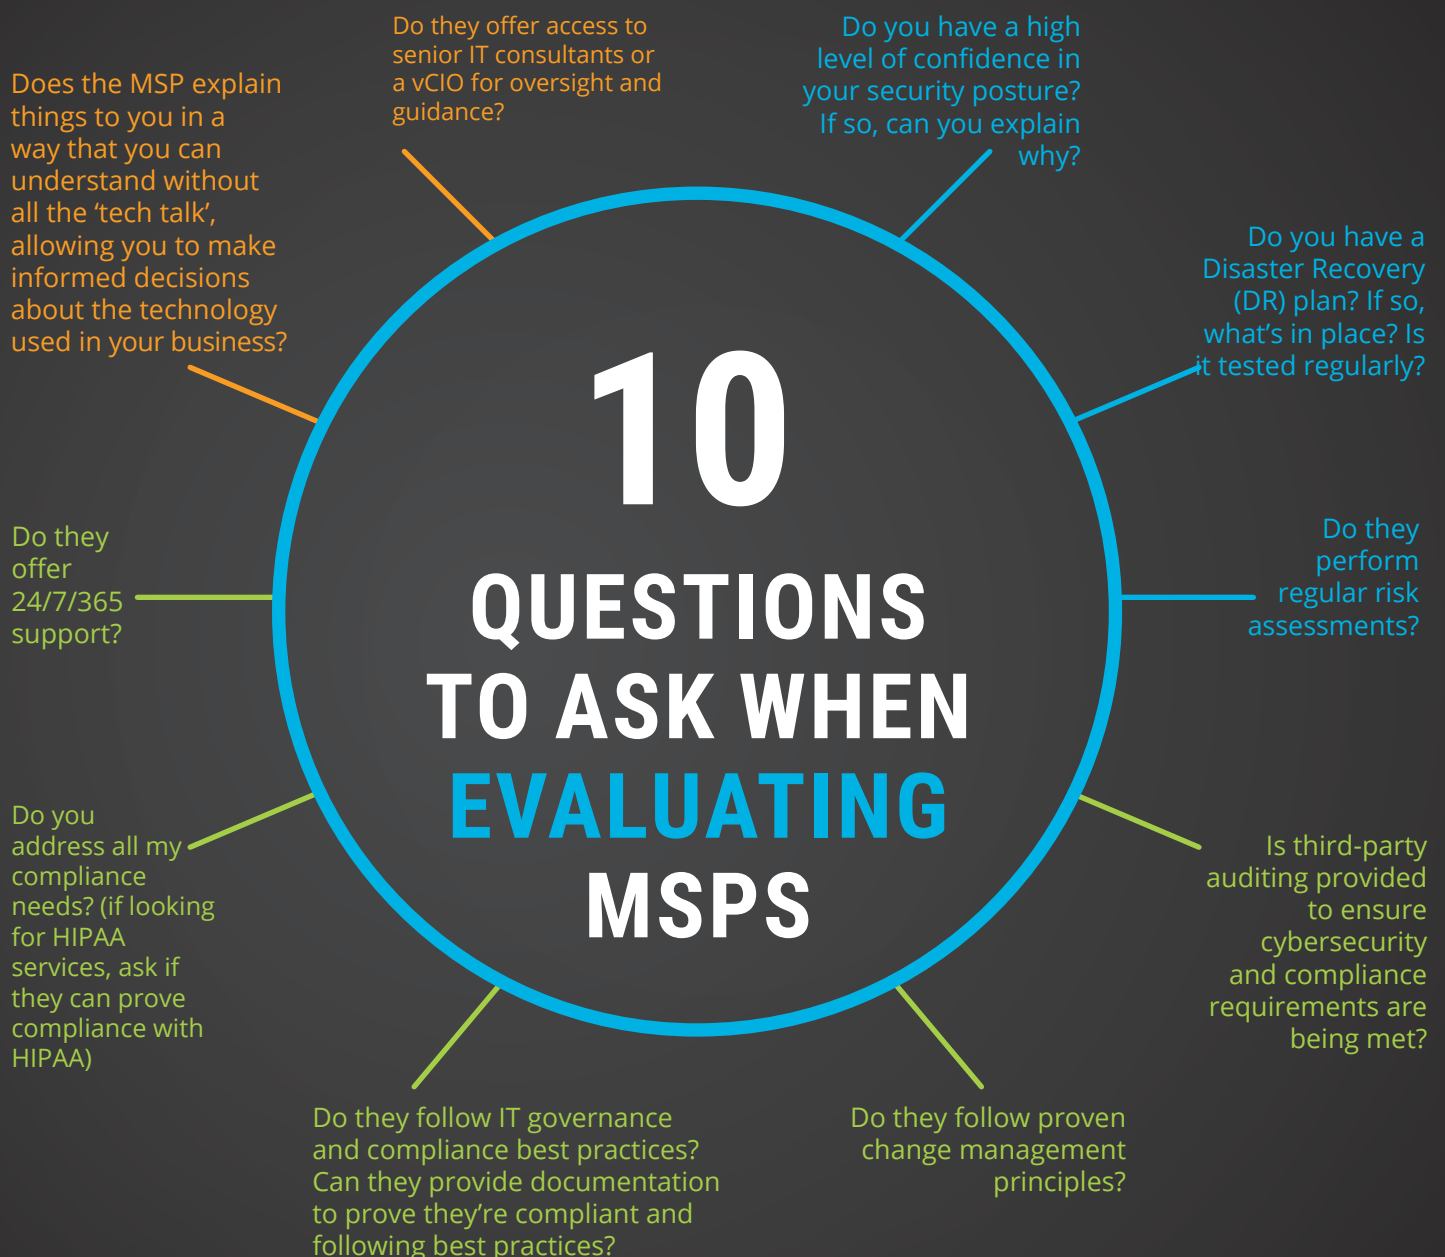 10
QUESTIONS
TO ASK WHEN
EVALUATING
MSPS
Do you have a high
level of confidence in
your security posture?
If so, can you explain
why?
Do you have a
Disaster Recovery
(DR) plan? If so,
what’s in place? Is
it tested regularly?
Do they
perform
regular risk
assessments?
Is third-party
auditing provided
to ensure
cybersecurity
and compliance
requirements are
being met?
Do they follow proven
change management
principles?
Do they follow IT governance
and compliance best practices?
Can they provide documentation
to prove they’re compliant and
following best practices?
Do you
address all my
compliance
needs? (if looking
for HIPAA
services, ask if
they can prove
compliance with
HIPAA)
Do they
offer
24/7/365
support?
Does the MSP explain
things to you in a
way that you can
understand without
all the ‘tech talk’,
allowing you to make
informed decisions
about the technology
used in your business?
Do they offer access to
senior IT consultants or
a vCIO for oversight and
guidance?